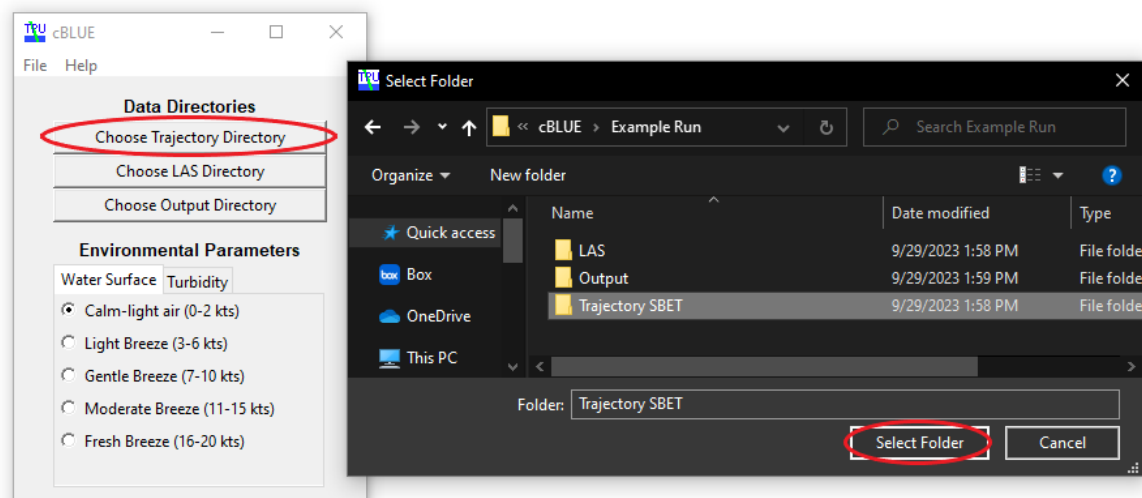 TPU cBLUE
File Help
Data Directories
Choose Trajectory Directory
Choose LAS Directory
Choose Output Directory
Environmental Parameters
Water Surface Turbidity
Calm-light air (0-2 kts)
Light Breeze (3-6 kts)
Gentle Breeze (7-10 kts)
Moderate Breeze (11-15 kts)
Fresh Breeze (16-20 kts)
TPU Select Folder
« cBLUE > Example Run
Search Example Run
Organize New folder
?
Name Date modified Type
Quick access
box Box
OneDrive
This PC
LAS 9/29/2023 1:58 PM File folde
Output 9/29/2023 1:59 PM File folde
Trajectory SBET 9/29/2023 1:58 PM File folde
Folder: Trajectory SBET
Select Folder Cancel